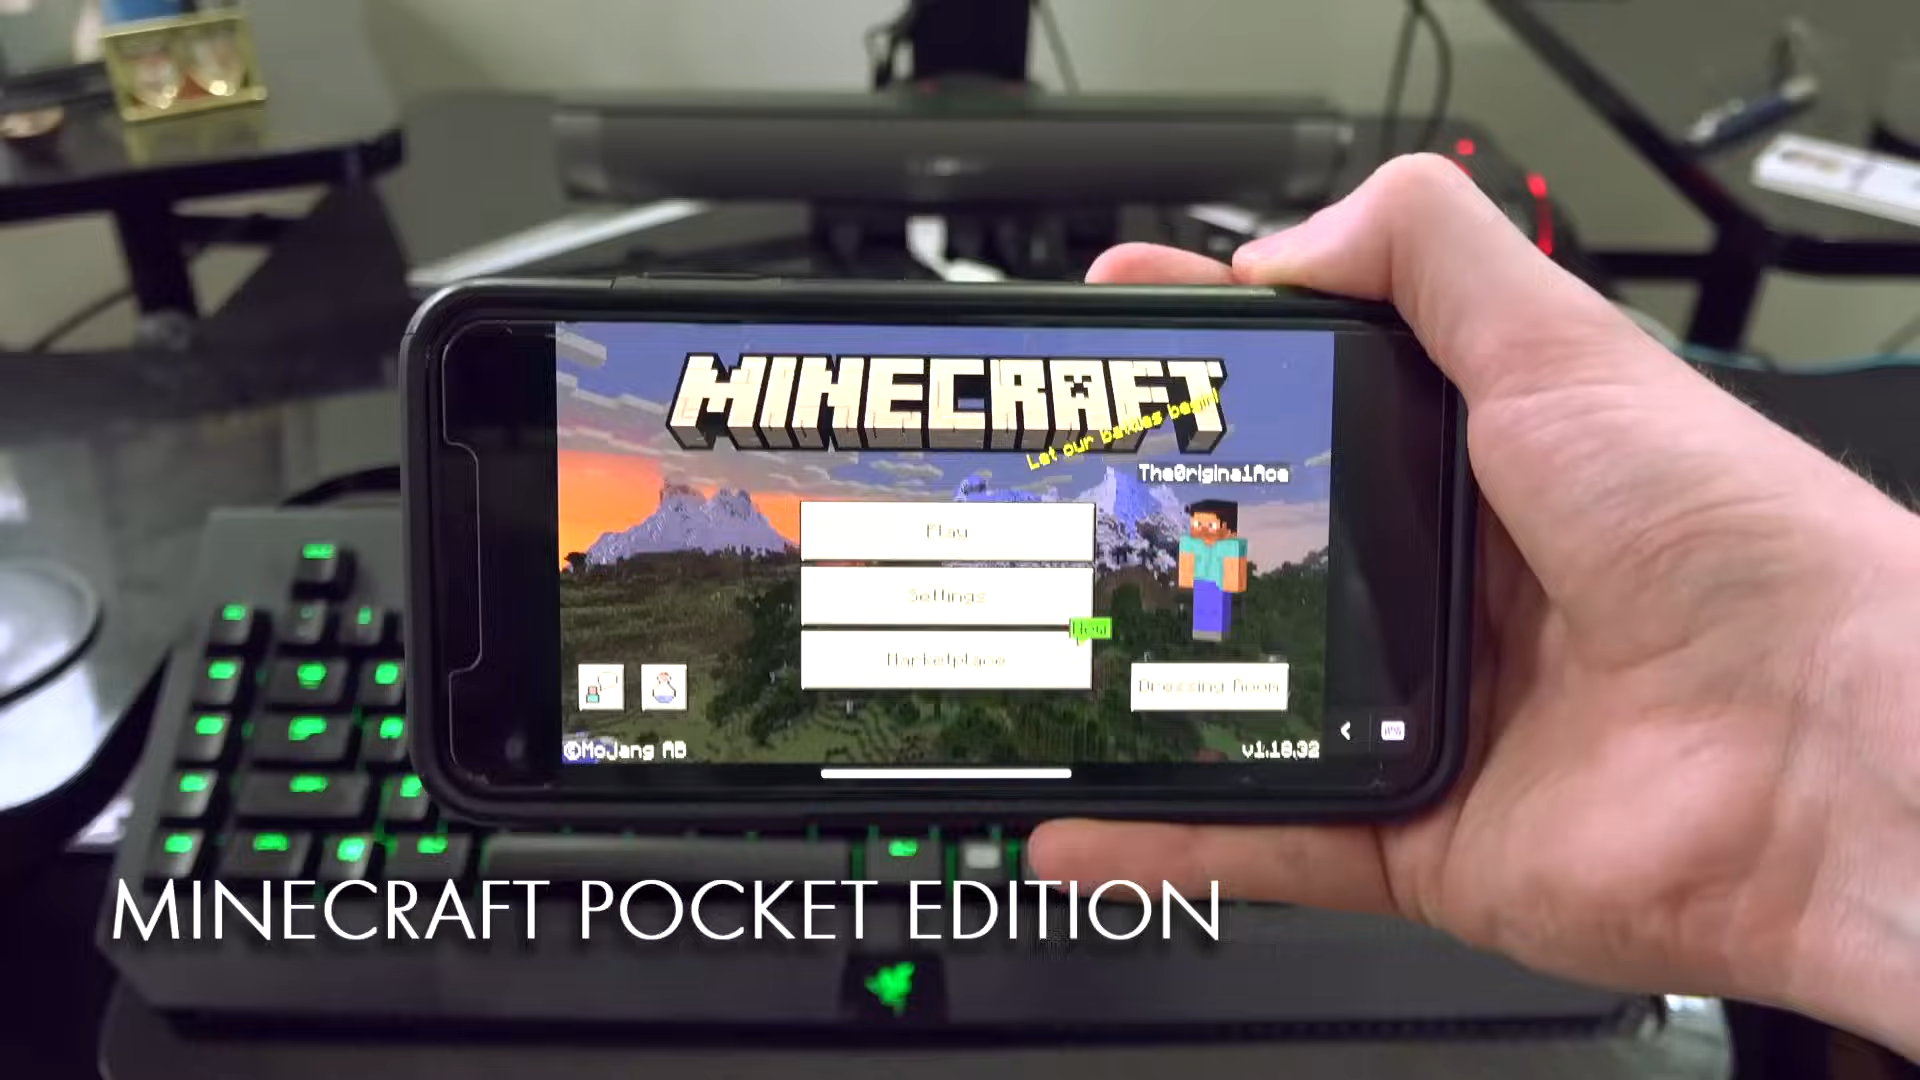 MINECRAFT
Let our battles begin!
TheOriginalAce
Play
Settings
New
Marketplace
Dressing Room
©Mojang AB
v1.18.32
MINECRAFT POCKET EDITION